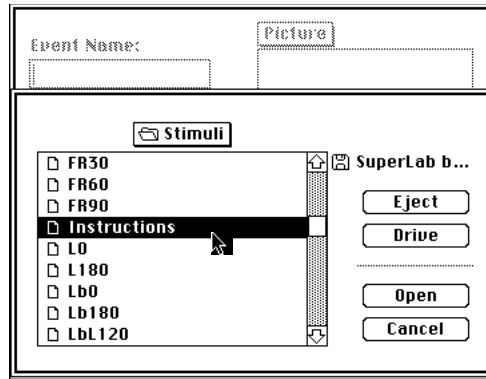 Event Name:
Picture
Stimuli
FR30
FR60
FR90
Instructions
L0
L180
Lb0
Lb180
LbL120
SuperLab b...
Eject
Drive
Open
Cancel